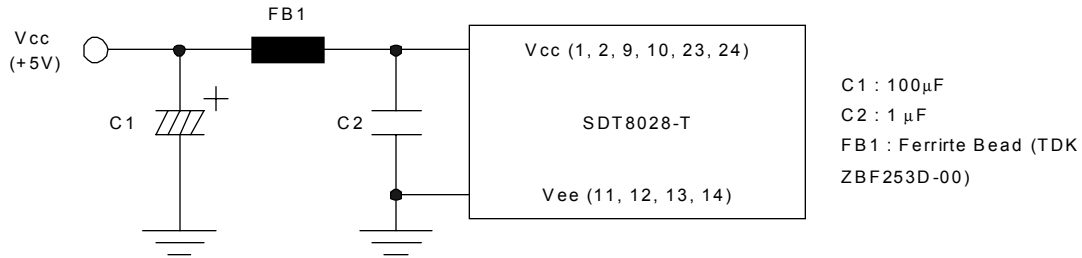 FB1
Vcc
(+5V)
C1
+
C2
Vcc (1, 2, 9, 10, 23, 24)
SDT8028-T
Vee (11, 12, 13, 14)
C1 : 100μF
C2 : 1 μF
FB1 : Ferrirte Bead (TDK
ZBF253D-00)